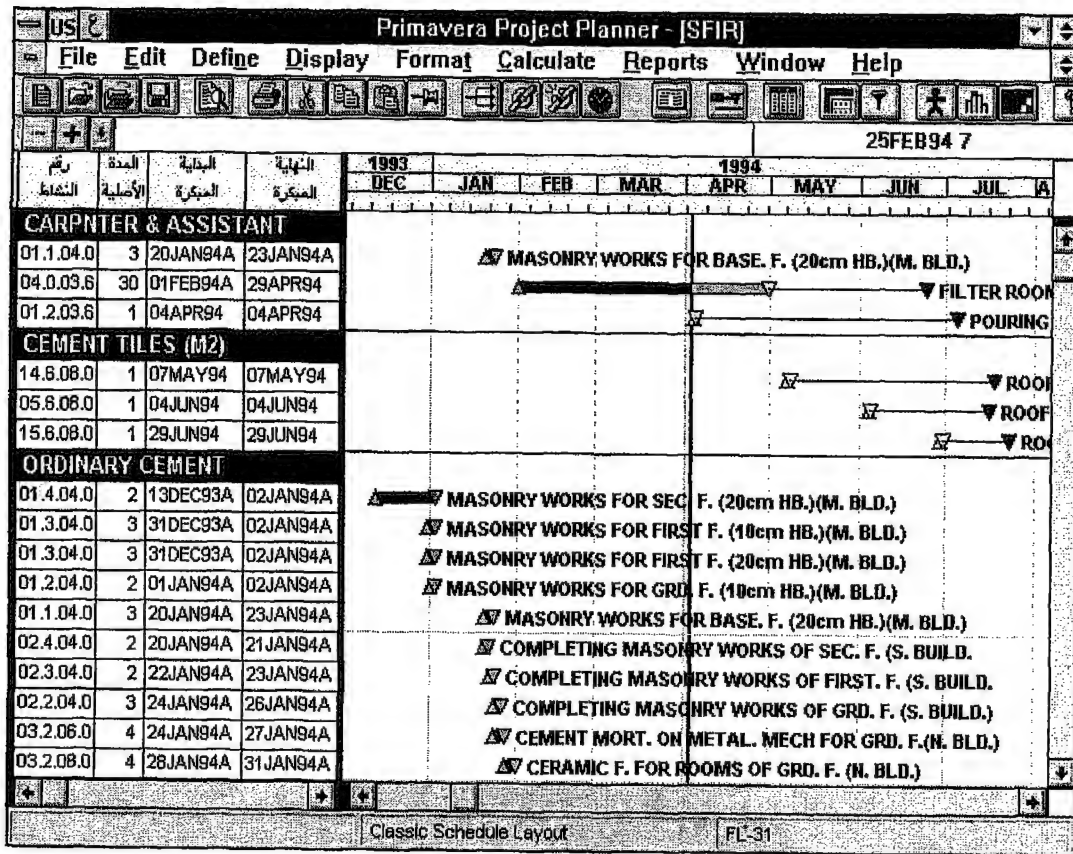 US
Primavera Project Planner - [SFIR]
File Edit Define Display Format Calculate Reports Window Help
25FEB94 7
رقم النشاط المدة الأصلية البداية المبكرة النهاية المبكرة
1993 1994
DEC JAN FEB MAR APR MAY JUN JUL A
CARPNTER & ASSISTANT
01.1.04.0 3 20JAN94A 23JAN94A MASONRY WORKS FOR BASE. F. (20cm HB.)(M. BLD.)
04.0.03.6 30 01FEB94A 29APR94 FILTER ROOM
01.2.03.6 1 04APR94 04APR94 POURING
CEMENT TILES (M2)
14.6.08.0 1 07MAY94 07MAY94 ROOF
05.6.08.0 1 04JUN94 04JUN94 ROOF
15.6.08.0 1 29JUN94 29JUN94 ROO
ORDINARY CEMENT
01.4.04.0 2 13DEC93A 02JAN94A MASONRY WORKS FOR SEC. F. (20cm HB.)(M. BLD.)
01.3.04.0 3 31DEC93A 02JAN94A MASONRY WORKS FOR FIRST F. (10cm HB.)(M. BLD.)
01.3.04.0 3 31DEC93A 02JAN94A MASONRY WORKS FOR FIRST F. (20cm HB.)(M. BLD.)
01.2.04.0 2 01JAN94A 02JAN94A MASONRY WORKS FOR GRD. F. (10cm HB.)(M. BLD.)
01.1.04.0 3 20JAN94A 23JAN94A MASONRY WORKS FOR BASE. F. (20cm HB.)(M. BLD.)
02.4.04.0 2 20JAN94A 21JAN94A COMPLETING MASONRY WORKS OF SEC. F. (S. BUILD.
02.3.04.0 2 22JAN94A 23JAN94A COMPLETING MASONRY WORKS OF FIRST. F. (S. BUILD.
02.2.04.0 3 24JAN94A 26JAN94A COMPLETING MASONRY WORKS OF GRD. F. (S. BUILD.)
03.2.06.0 4 24JAN94A 27JAN94A CEMENT MORT. ON METAL. MECH FOR GRD. F.(N. BLD.)
03.2.08.0 4 28JAN94A 31JAN94A CERAMIC F. FOR ROOMS OF GRD. F. (N. BLD.)
Classic Schedule Layout FL-31